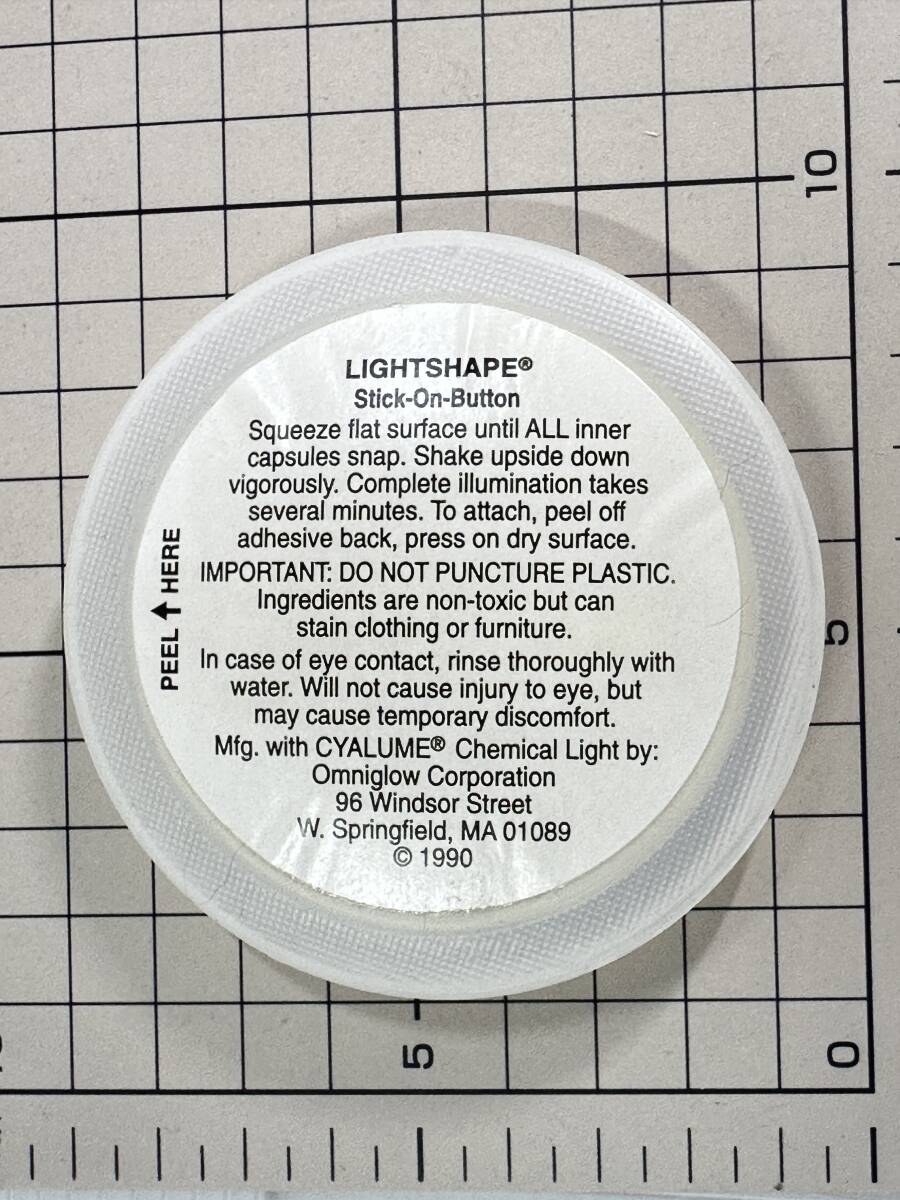 10
LIGHTSHAPE®
Stick-On-Button
Squeeze flat surface until ALL inner
capsules snap. Shake upside down
vigorously. Complete illumination takes
several minutes. To attach, peel off
adhesive back, press on dry surface.
PEEL ↑ HERE
IMPORTANT: DO NOT PUNCTURE PLASTIC.
Ingredients are non-toxic but can
stain clothing or furniture.
5
In case of eye contact, rinse thoroughly with
water. Will not cause injury to eye, but
may cause temporary discomfort.
Mfg. with CYALUME® Chemical Light by:
Omniglow Corporation
96 Windsor Street
W. Springfield, MA 01089
© 1990
5
0